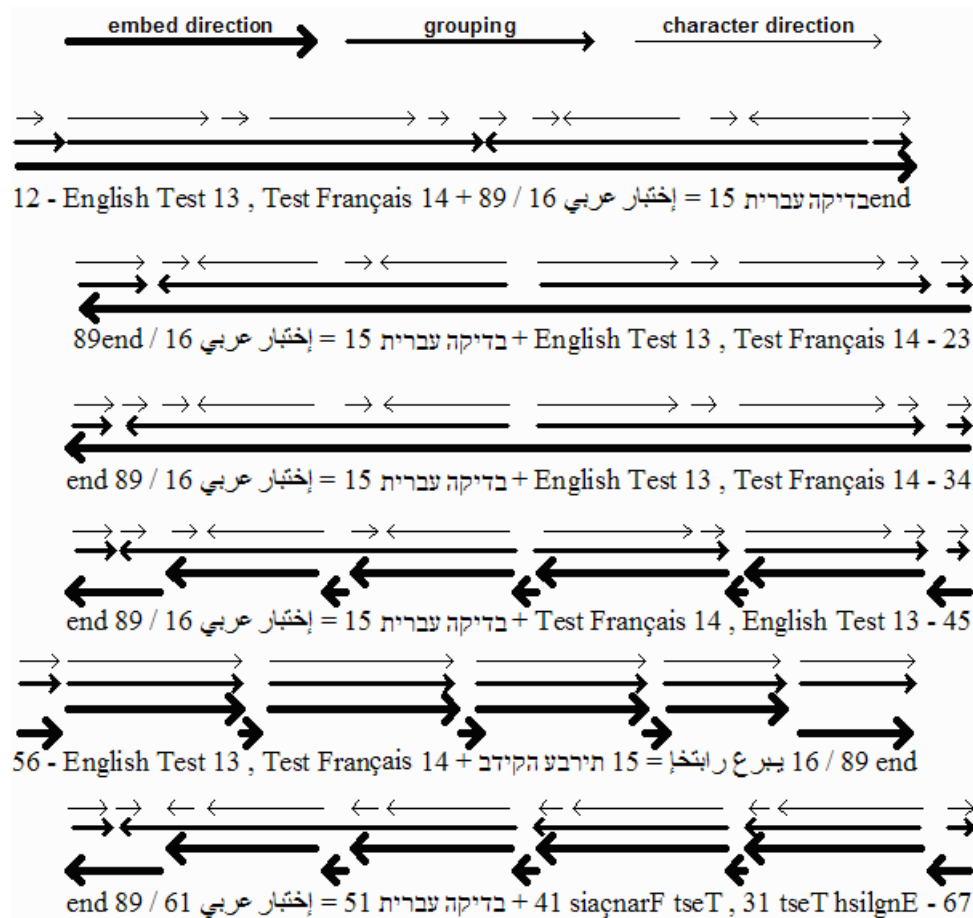 embed direction grouping character direction
12 - English Test 13 , Test Français 14 + בדיקה עברית 15 = إختبار عربي 16 / 89 end
23 - English Test 13 , Test Français 14 + בדיקה עברית 15 = إختبار عربي 16 / 89end
34 - English Test 13 , Test Français 14 + בדיקה עברית 15 = إختبار عربي 16 / 89 end
45 - English Test 13 , Test Français 14 + בדיקה עברית 15 = إختبار عربي 16 / 89 end
56 - English Test 13 , Test Français 14 + תירבע הקידב 15 = يبرع رابتخإ 16 / 89 end
67 - 31 tseT hsilgnE , 41 siaçnarF tseT + בדיקה עברית 51 = إختبار عربي 61 / 89 end